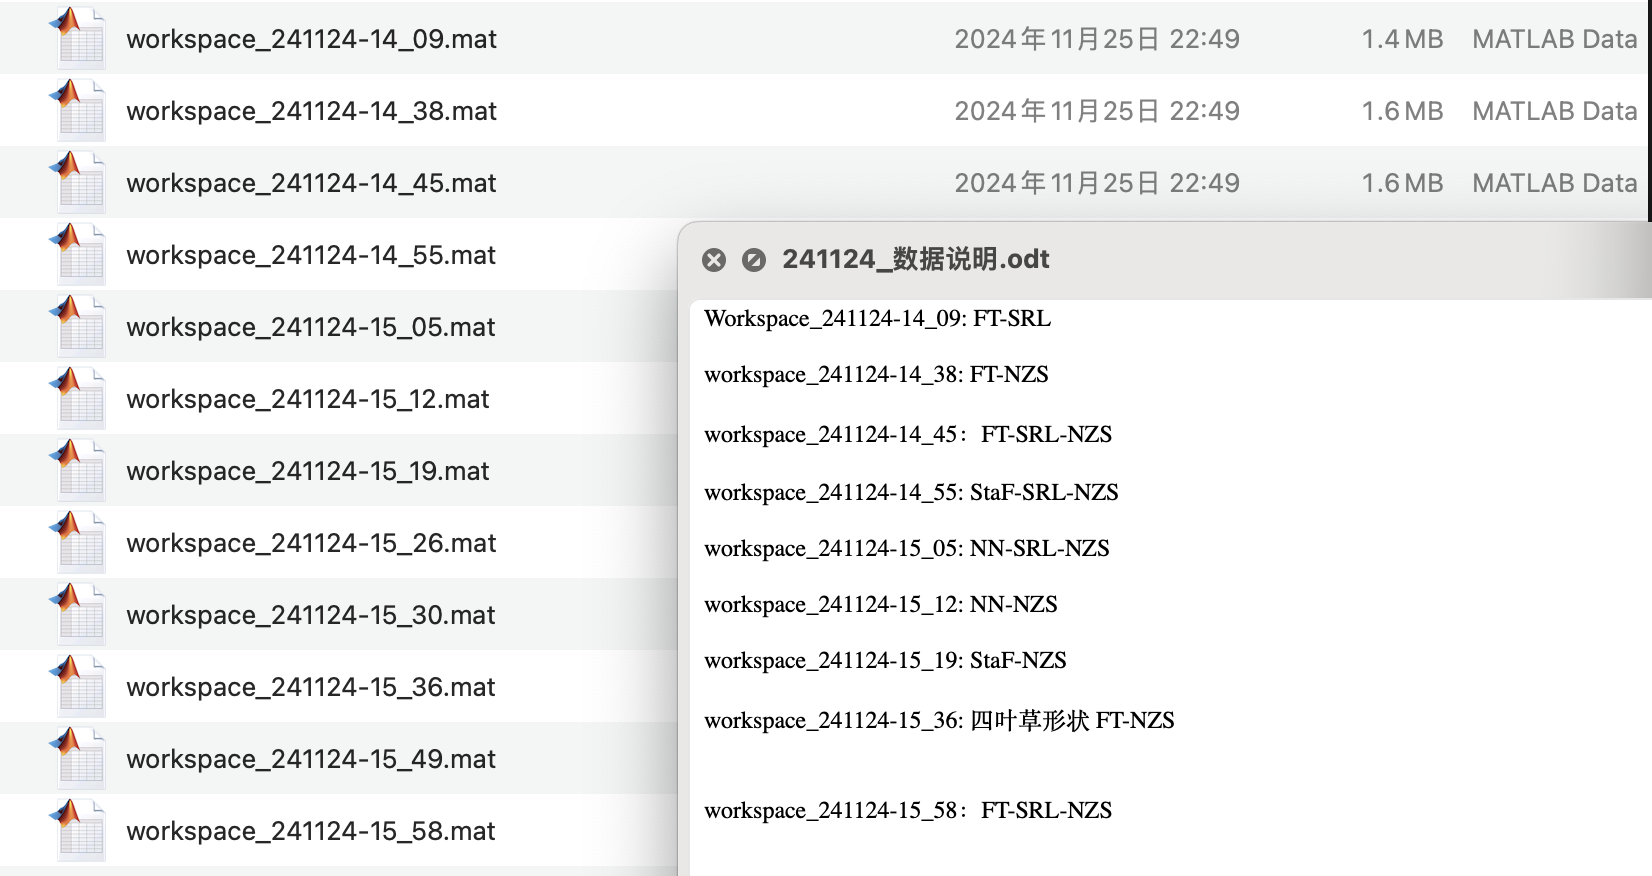 workspace_241124-14_09.mat 2024年11月25日 22:49 1.4 MB MATLAB Data
workspace_241124-14_38.mat 2024年11月25日 22:49 1.6 MB MATLAB Data
workspace_241124-14_45.mat 2024年11月25日 22:49 1.6 MB MATLAB Data
workspace_241124-14_55.mat
workspace_241124-15_05.mat
workspace_241124-15_12.mat
workspace_241124-15_19.mat
workspace_241124-15_26.mat
workspace_241124-15_30.mat
workspace_241124-15_36.mat
workspace_241124-15_49.mat
workspace_241124-15_58.mat
241124_数据说明.odt
Workspace_241124-14_09: FT-SRL
workspace_241124-14_38: FT-NZS
workspace_241124-14_45：FT-SRL-NZS
workspace_241124-14_55: StaF-SRL-NZS
workspace_241124-15_05: NN-SRL-NZS
workspace_241124-15_12: NN-NZS
workspace_241124-15_19: StaF-NZS
workspace_241124-15_36: 四叶草形状 FT-NZS
workspace_241124-15_58：FT-SRL-NZS